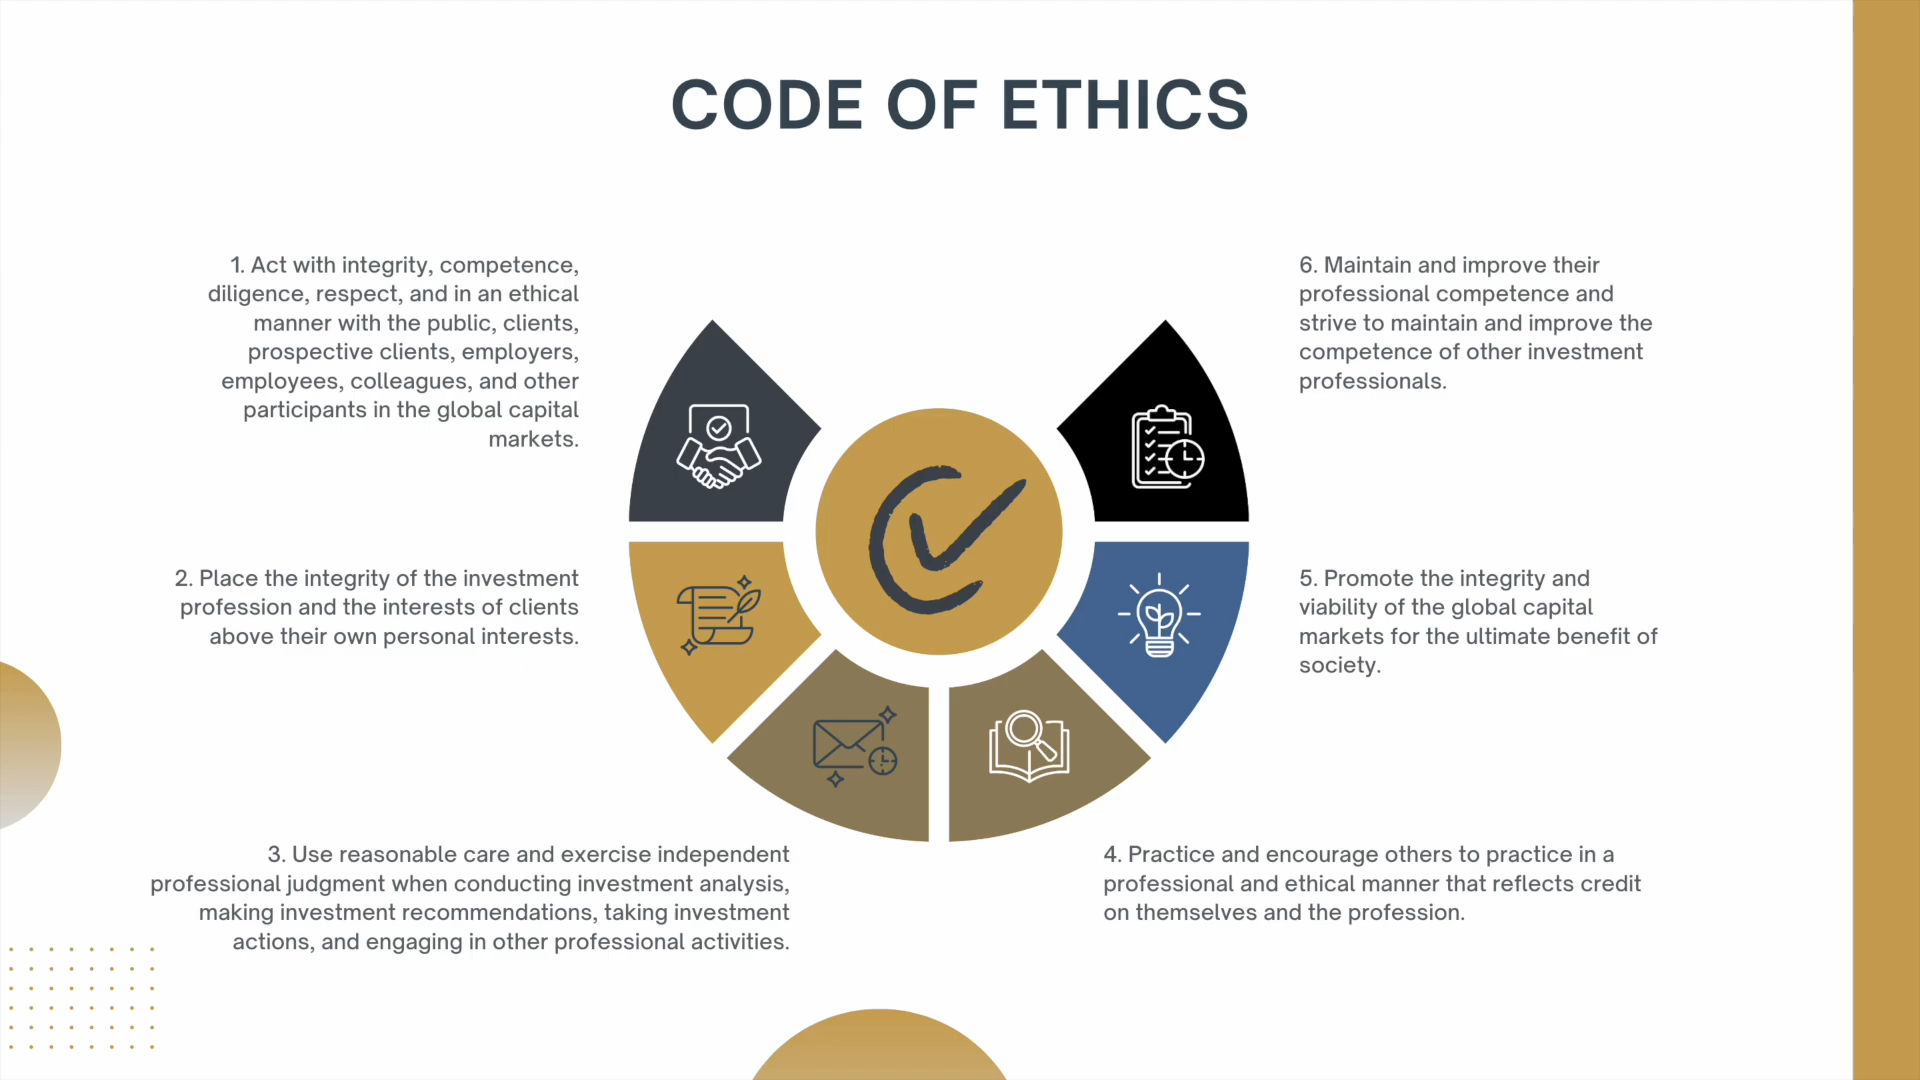 CODE OF ETHICS
1. Act with integrity, competence,
diligence, respect, and in an ethical
manner with the public, clients,
prospective clients, employers,
employees, colleagues, and other
participants in the global capital
markets.
2. Place the integrity of the investment
profession and the interests of clients
above their own personal interests.
3. Use reasonable care and exercise independent
professional judgment when conducting investment analysis,
making investment recommendations, taking investment
actions, and engaging in other professional activities.
4. Practice and encourage others to practice in a
professional and ethical manner that reflects credit
on themselves and the profession.
5. Promote the integrity and
viability of the global capital
markets for the ultimate benefit of
society.
6. Maintain and improve their
professional competence and
strive to maintain and improve the
competence of other investment
professionals.